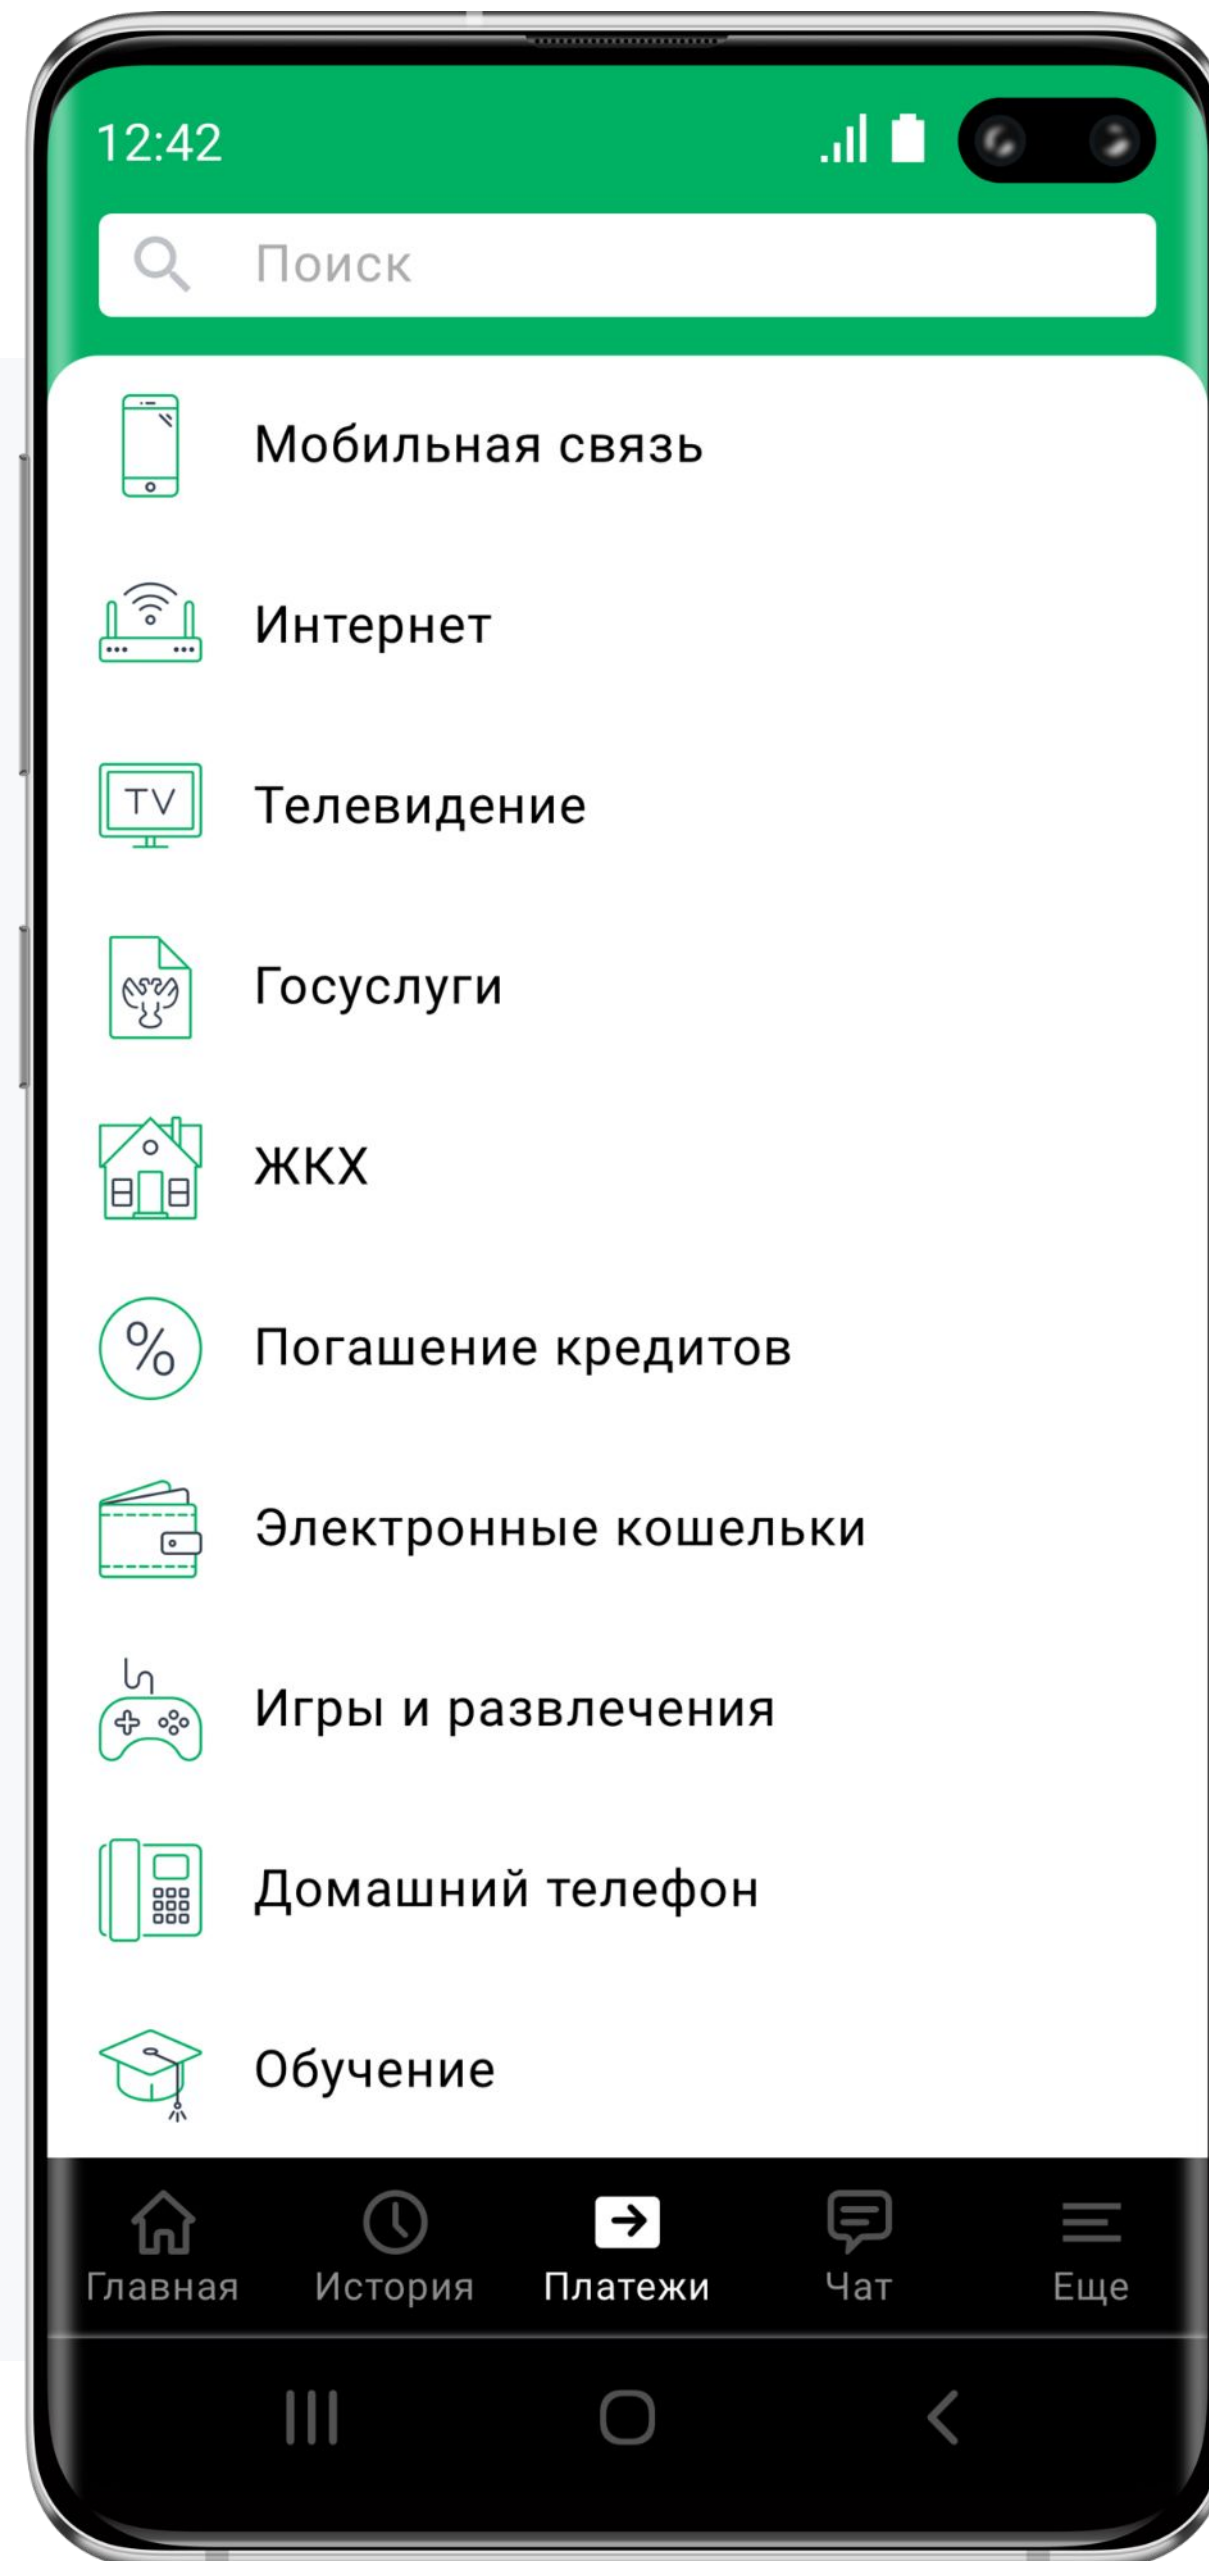 12:42
Поиск
Мобильная связь
Интернет
TV
Телевидение
Госуслуги
ЖКХ
%
Погашение кредитов
Электронные кошельки
Игры и развлечения
Домашний телефон
Обучение
Главная История Платежи Чат Еще